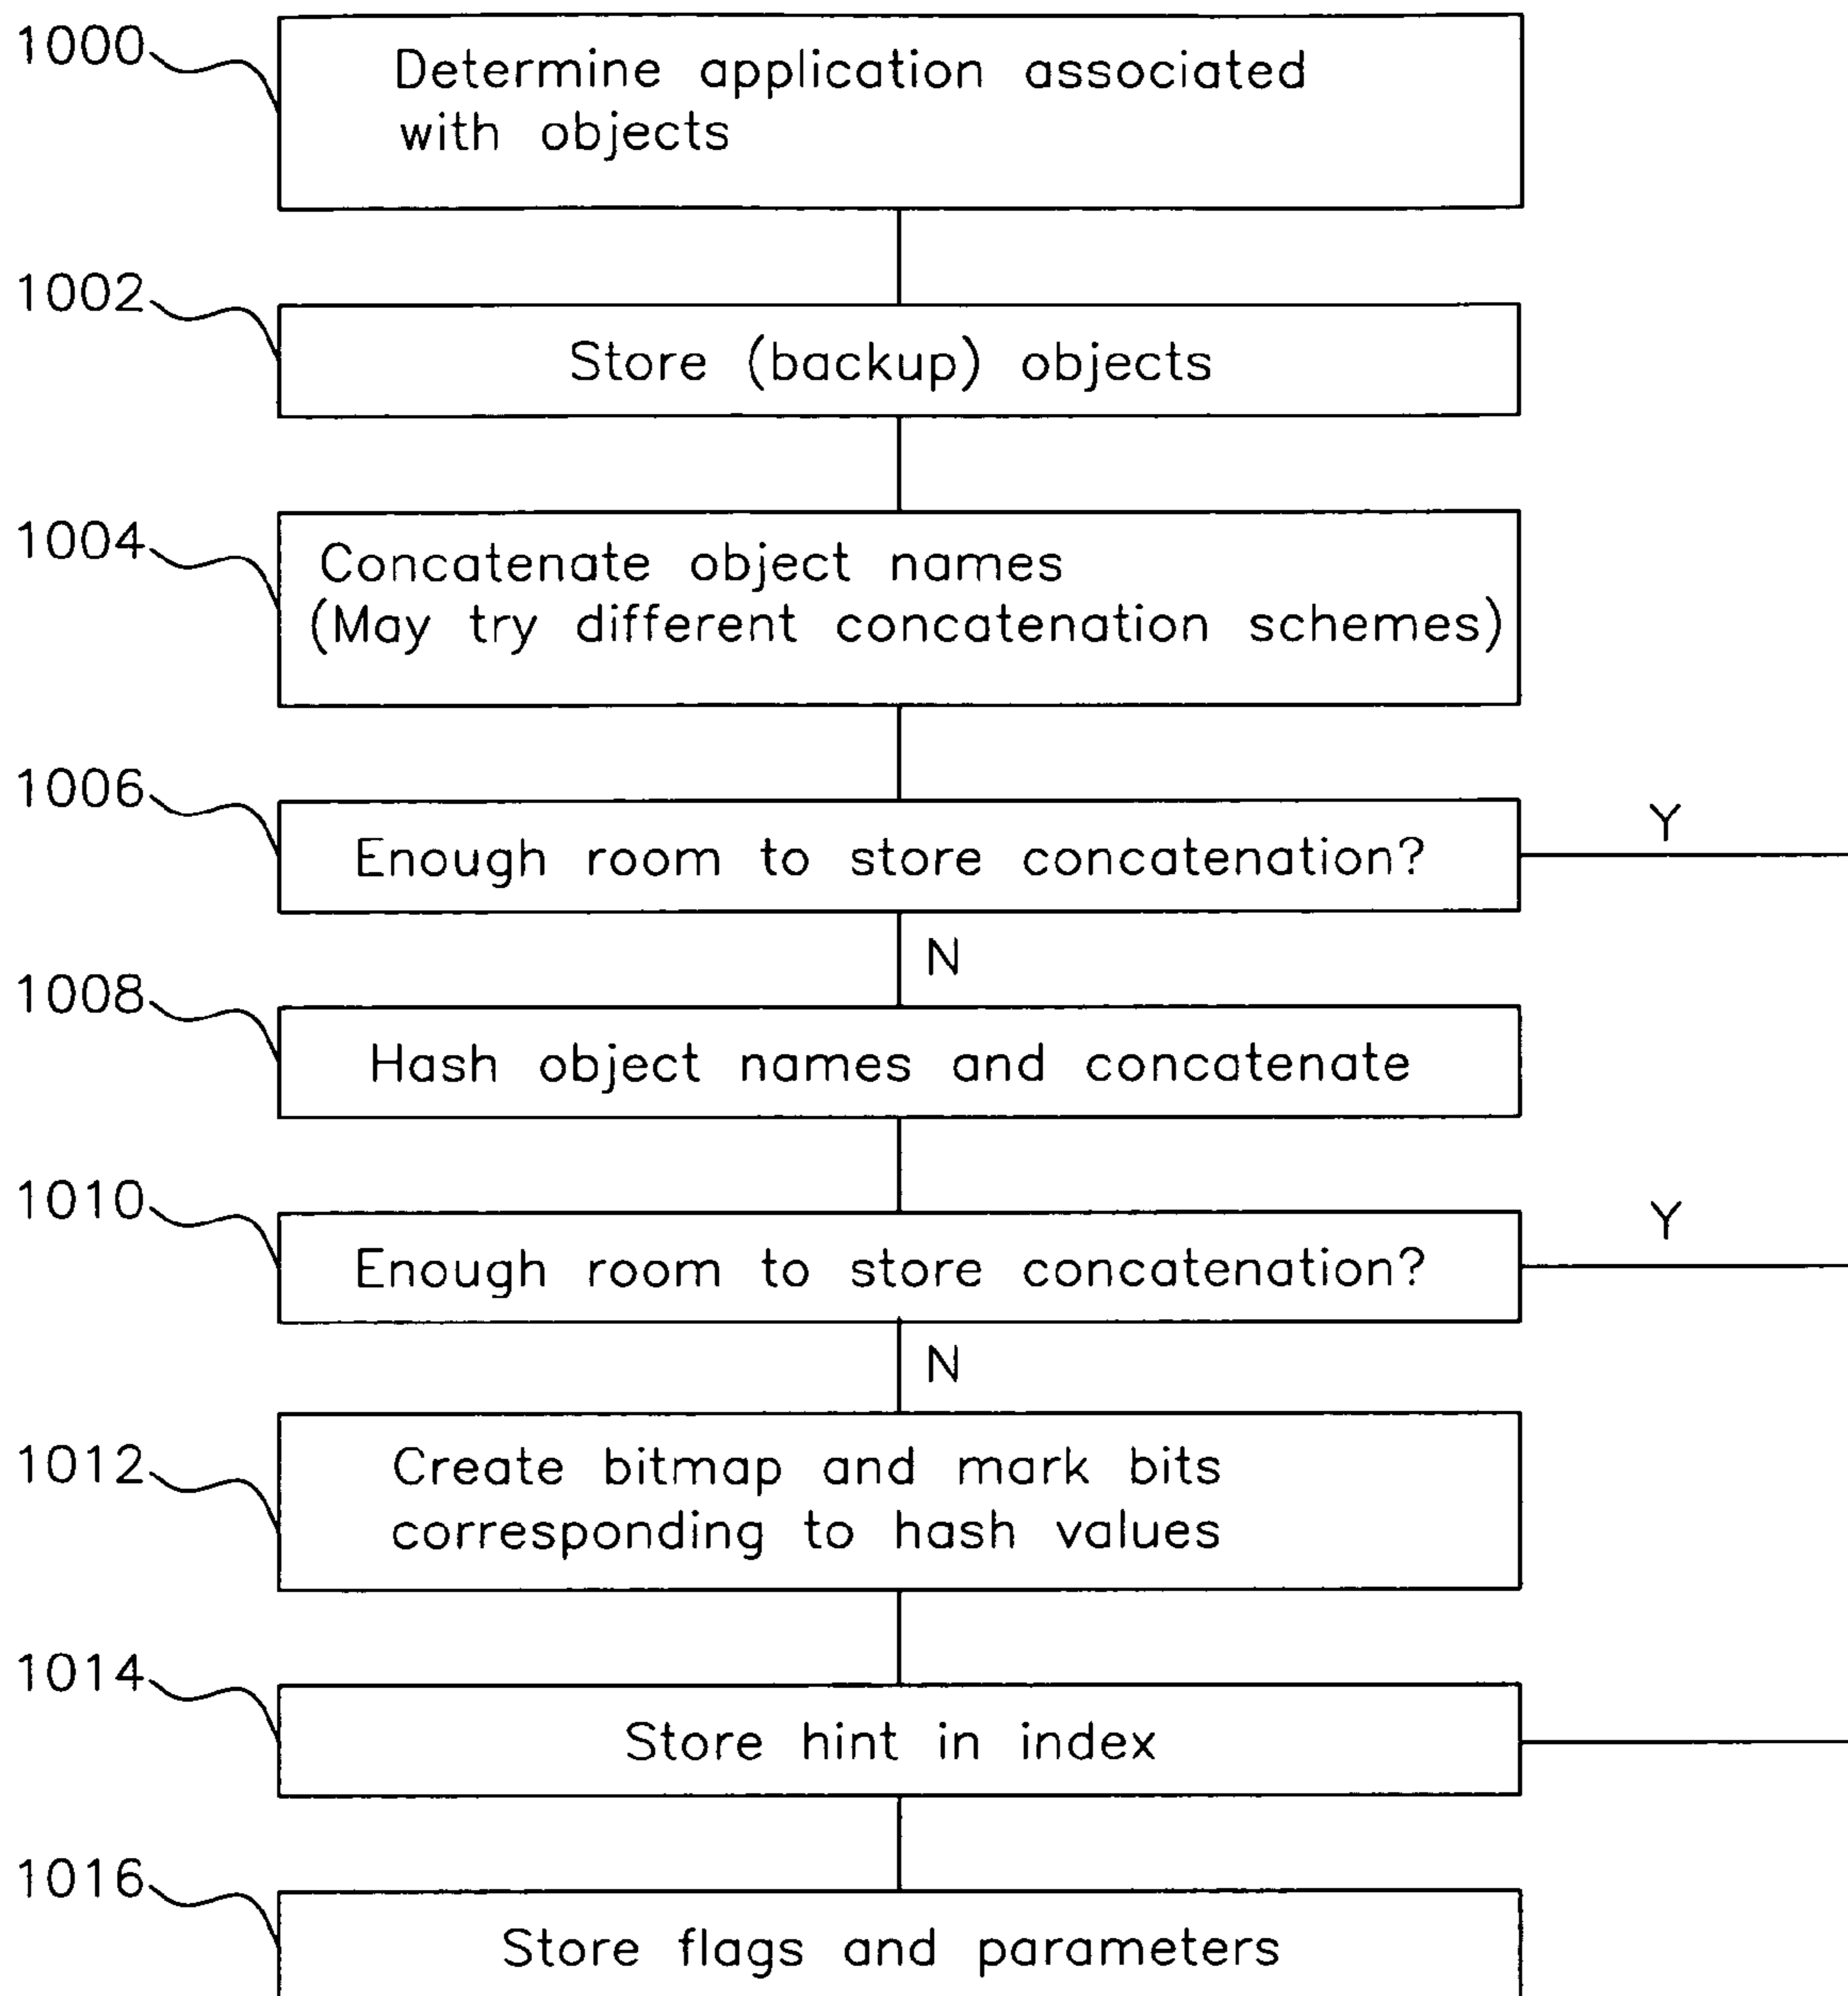 1000
Determine application associated
with objects
1002
Store (backup) objects
1004
Concatenate object names
(May try different concatenation schemes)
1006
Enough room to store concatenation?
Y
N
1008
Hash object names and concatenate
1010
Enough room to store concatenation?
Y
N
1012
Create bitmap and mark bits
corresponding to hash values
1014
Store hint in index
1016
Store flags and parameters